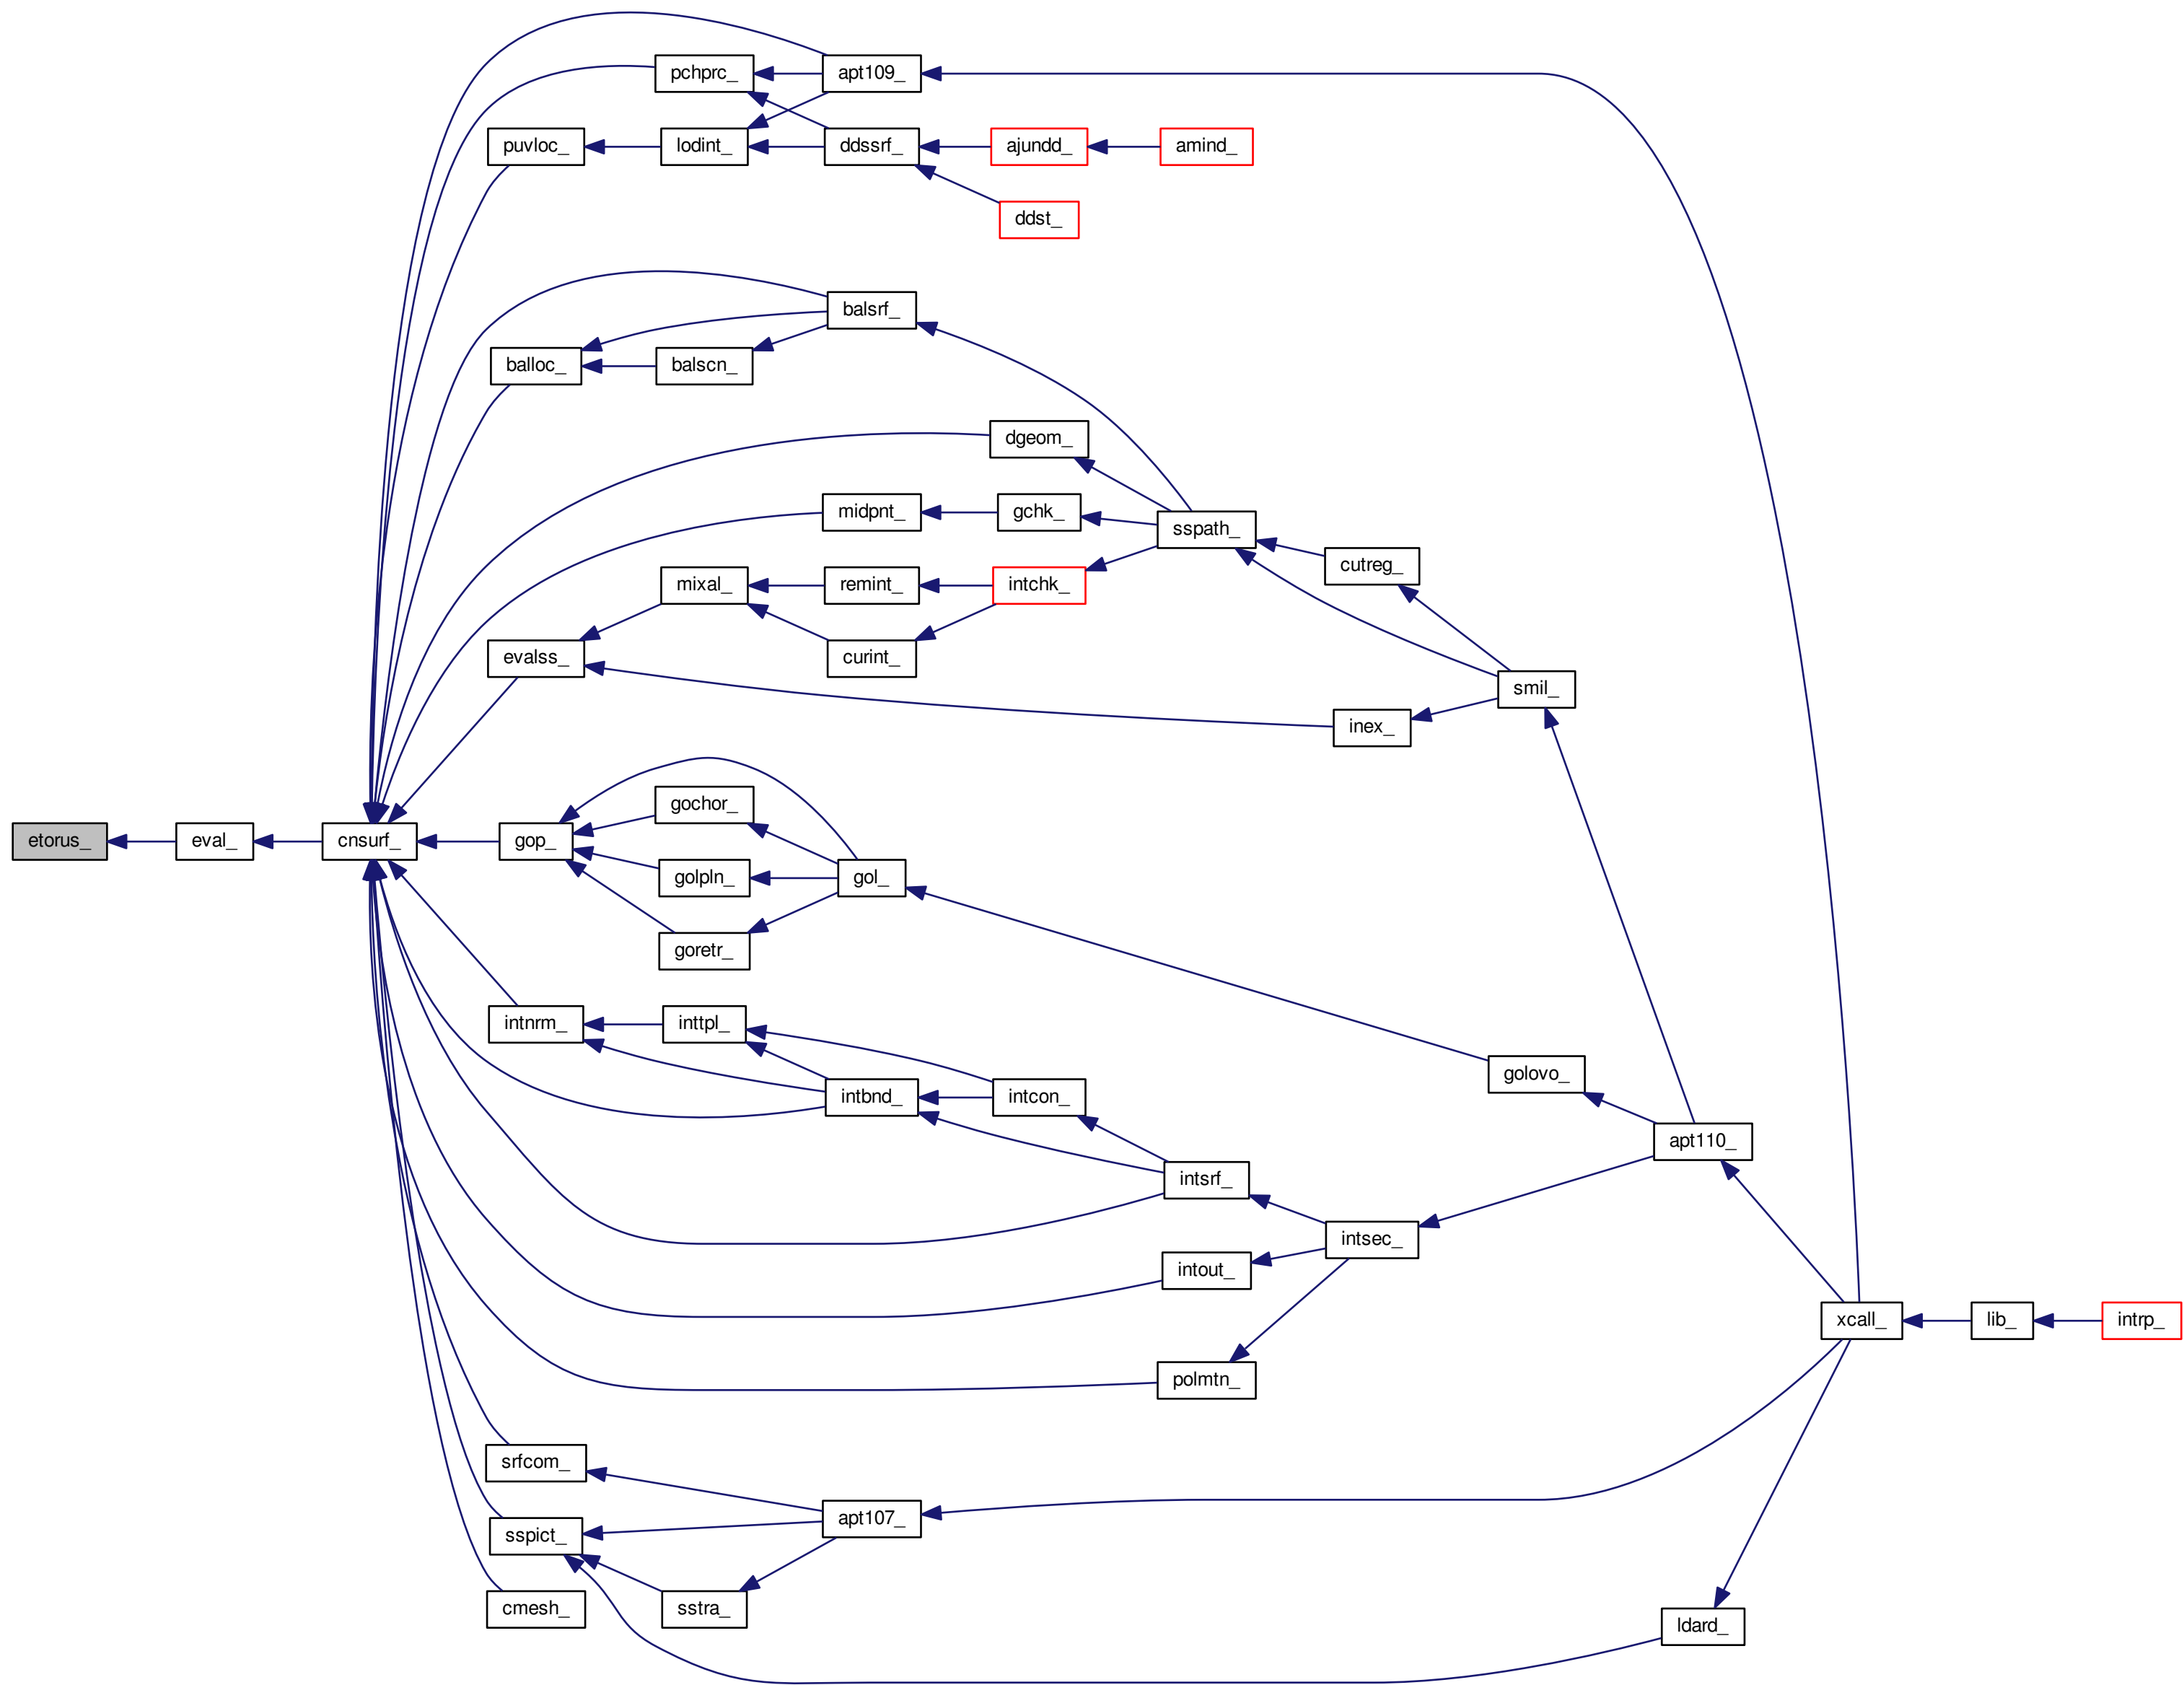 pchprc_
apt109_
puvloc_
lodint_
ddssrf_
ajundd_
amind_
ddst_
balsrf_
balloc_
balscn_
dgeom_
midpnt_
gchk_
sspath_
cutreg_
mixal_
remint_
intchk_
evalss_
curint_
smil_
inex_
gochor_
etorus_
eval_
cnsurf_
gop_
golpln_
gol_
goretr_
intnrm_
inttpl_
golovo_
intbnd_
intcon_
apt110_
intsrf_
intsec_
intout_
xcall_
lib_
intrp_
polmtn_
srfcom_
apt107_
sspict_
cmesh_
sstra_
ldard_